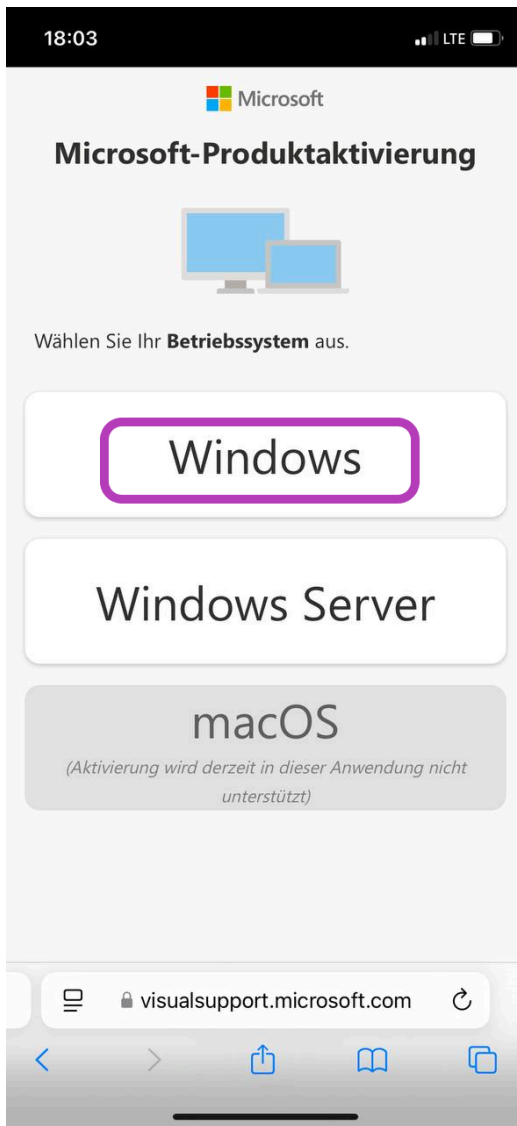 18:03
LTE
Microsoft
Microsoft-Produktaktivierung
Wählen Sie Ihr Betriebssystem aus.
Windows
Windows Server
macOS
(Aktivierung wird derzeit in dieser Anwendung nicht
unterstützt)
visualsupport.microsoft.com